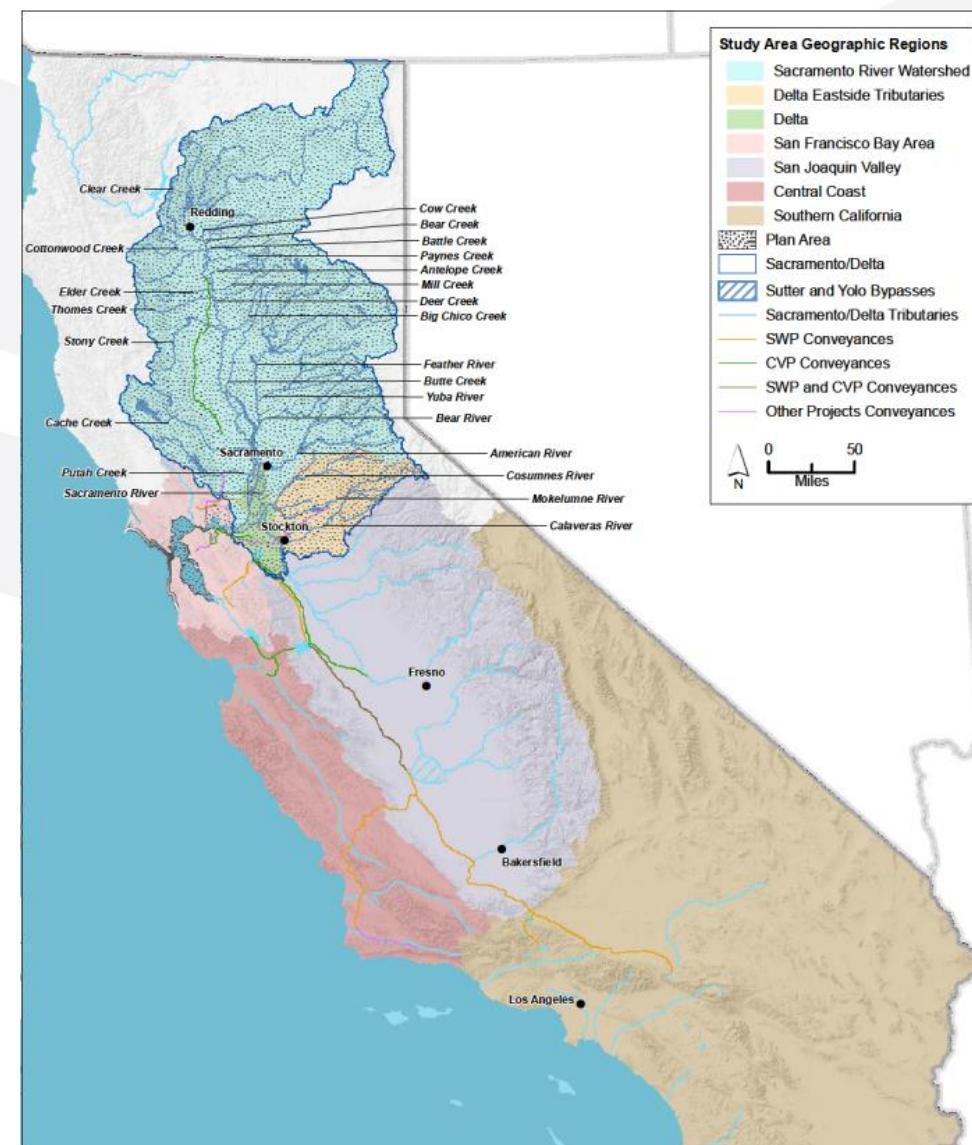 Study Area Geographic Regions
Sacramento River Watershed
Delta Eastside Tributaries
Delta
San Francisco Bay Area
San Joaquin Valley
Central Coast
Southern California
Plan Area
Sacramento/Delta
Sutter and Yolo Bypasses
Sacramento/Delta Tributaries
SWP Conveyances
CVP Conveyances
SWP and CVP Conveyances
Other Projects Conveyances
N
0 50
Miles
Clear Creek
Redding
Cow Creek
Bear Creek
Cottonwood Creek
Battle Creek
Paynes Creek
Antelope Creek
Elder Creek
Mill Creek
Deer Creek
Thomes Creek
Big Chico Creek
Stony Creek
Feather River
Butte Creek
Yuba River
Cache Creek
Bear River
Sacramento
American River
Putah Creek
Cosumnes River
Sacramento River
Mokelumne River
Stockton
Calaveras River
Fresno
Bakersfield
Los Angeles